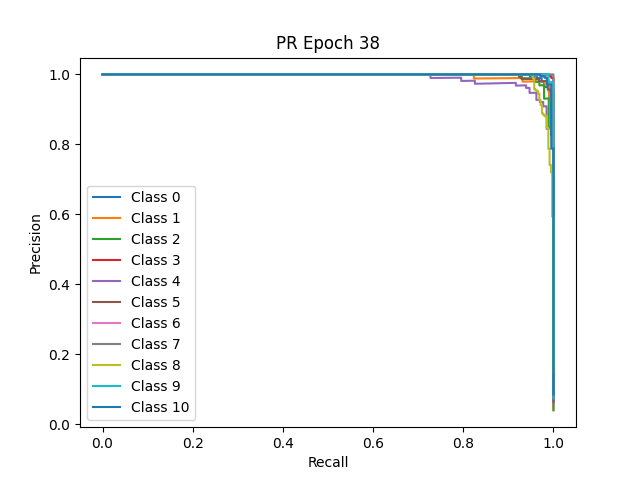 PR Epoch 38
Precision
1.0
0.8
0.6
0.4
0.2
0.0
Class 0
Class 1
Class 2
Class 3
Class 4
Class 5
Class 6
Class 7
Class 8
Class 9
Class 10
0.0 0.2 0.4 0.6 0.8 1.0
Recall